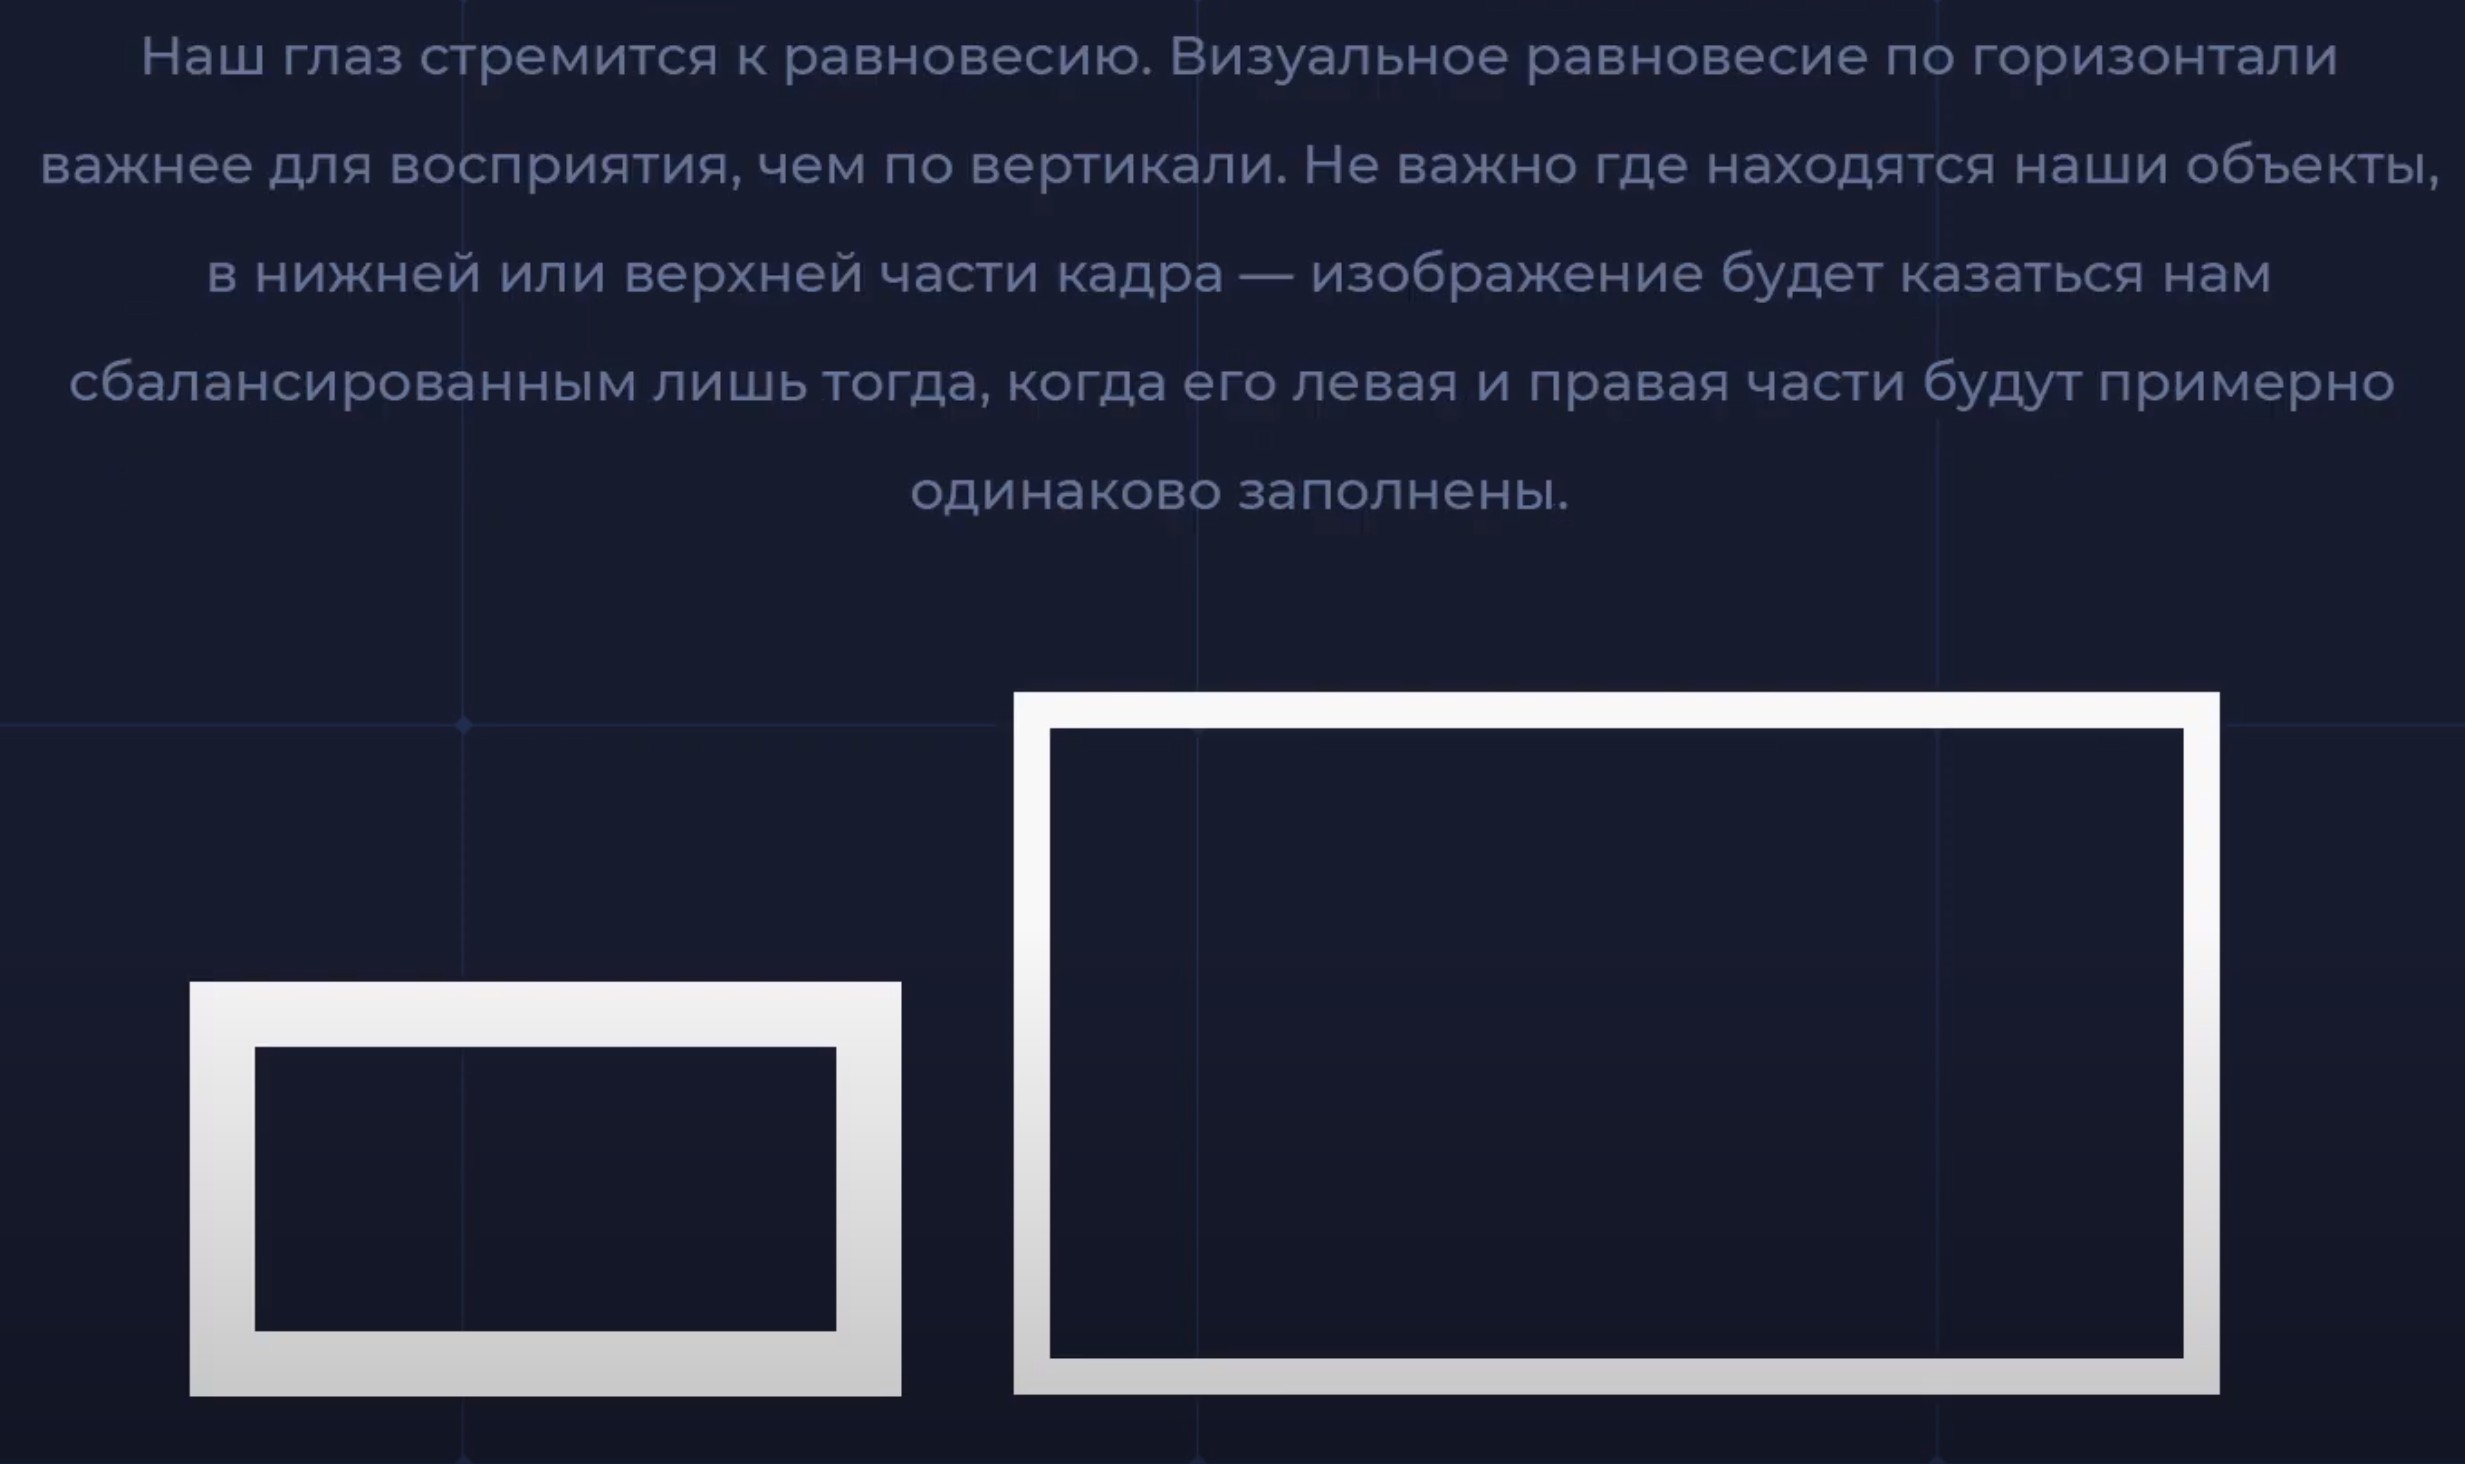 Наш глаз стремится к равновесию. Визуальное равновесие по горизонтали
важнее для восприятия, чем по вертикали. Не важно где находятся наши объекты,
в нижней или верхней части кадра — изображение будет казаться нам
сбалансированным лишь тогда, когда его левая и правая части будут примерно
одинаково заполнены.